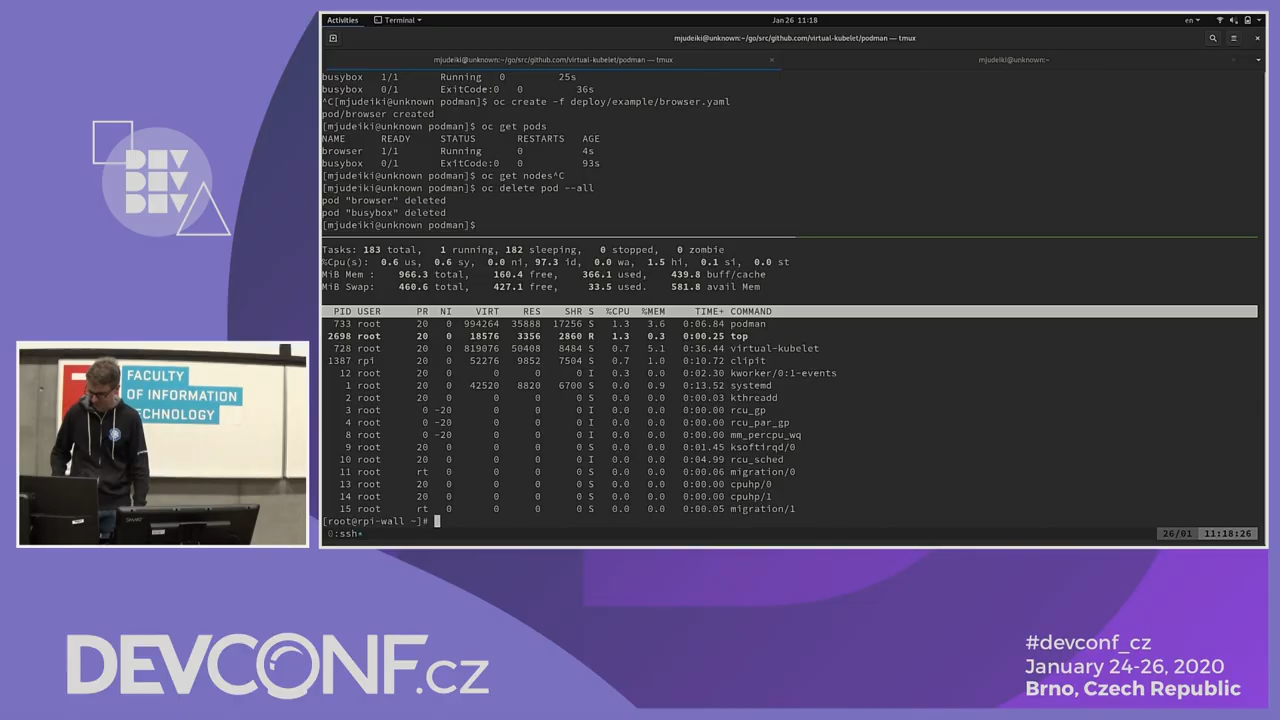 Activities Terminal Jan 26 11:18 en
mjudeiki@unknown:~/go/src/github.com/virtual-kubelet/podman — tmux
mjudeiki@unknown:~/go/src/github.com/virtual-kubelet/podman — tmux × mjudeiki@unknown:~
busybox 1/1 Running 0 25s
busybox 0/1 ExitCode:0 0 36s
^C[mjudeiki@unknown podman]$ oc create -f deploy/example/browser.yaml
pod/browser created
[mjudeiki@unknown podman]$ oc get pods
NAME READY STATUS RESTARTS AGE
browser 1/1 Running 0 4s
busybox 0/1 ExitCode:0 0 93s
[mjudeiki@unknown podman]$ oc get nodes^C
[mjudeiki@unknown podman]$ oc delete pod --all
pod "browser" deleted
pod "busybox" deleted
[mjudeiki@unknown podman]$
Tasks: 183 total, 1 running, 182 sleeping, 0 stopped, 0 zombie
%Cpu(s): 0.6 us, 0.6 sy, 0.0 ni, 97.3 id, 0.0 wa, 1.5 hi, 0.1 si, 0.0 st
MiB Mem : 966.3 total, 160.4 free, 366.1 used, 439.8 buff/cache
MiB Swap: 460.6 total, 427.1 free, 33.5 used. 581.8 avail Mem
PID USER PR NI VIRT RES SHR S %CPU %MEM TIME+ COMMAND
733 root 20 0 994264 35888 17256 S 1.3 3.6 0:06.84 podman
2698 root 20 0 18576 3356 2860 R 1.3 0.3 0:00.25 top
728 root 20 0 819076 50408 8484 S 0.7 5.1 0:36.44 virtual-kubelet
1387 rpi 20 0 52276 9852 7504 S 0.7 1.0 0:10.72 clipit
12 root 20 0 0 0 0 I 0.3 0.0 0:02.30 kworker/0:1-events
1 root 20 0 42520 8820 6700 S 0.0 0.9 0:13.52 systemd
2 root 20 0 0 0 0 S 0.0 0.0 0:00.03 kthreadd
3 root 0 -20 0 0 0 I 0.0 0.0 0:00.00 rcu_gp
4 root 0 -20 0 0 0 I 0.0 0.0 0:00.00 rcu_par_gp
8 root 0 -20 0 0 0 I 0.0 0.0 0:00.00 mm_percpu_wq
9 root 20 0 0 0 0 S 0.0 0.0 0:01.45 ksoftirqd/0
10 root 20 0 0 0 0 I 0.0 0.0 0:04.99 rcu_sched
11 root rt 0 0 0 0 S 0.0 0.0 0:00.06 migration/0
13 root 20 0 0 0 0 S 0.0 0.0 0:00.00 cpuhp/0
14 root 20 0 0 0 0 S 0.0 0.0 0:00.00 cpuhp/1
15 root rt 0 0 0 0 S 0.0 0.0 0:00.05 migration/1
[root@rpi-wall ~]#
0:ssh* 26/01 11:18:26
DEV
DEV
DEV
FACULTY
OF INFORMATION
TECHNOLOGY
DEVCONF.cz
#devconf_cz
January 24-26, 2020
Brno, Czech Republic